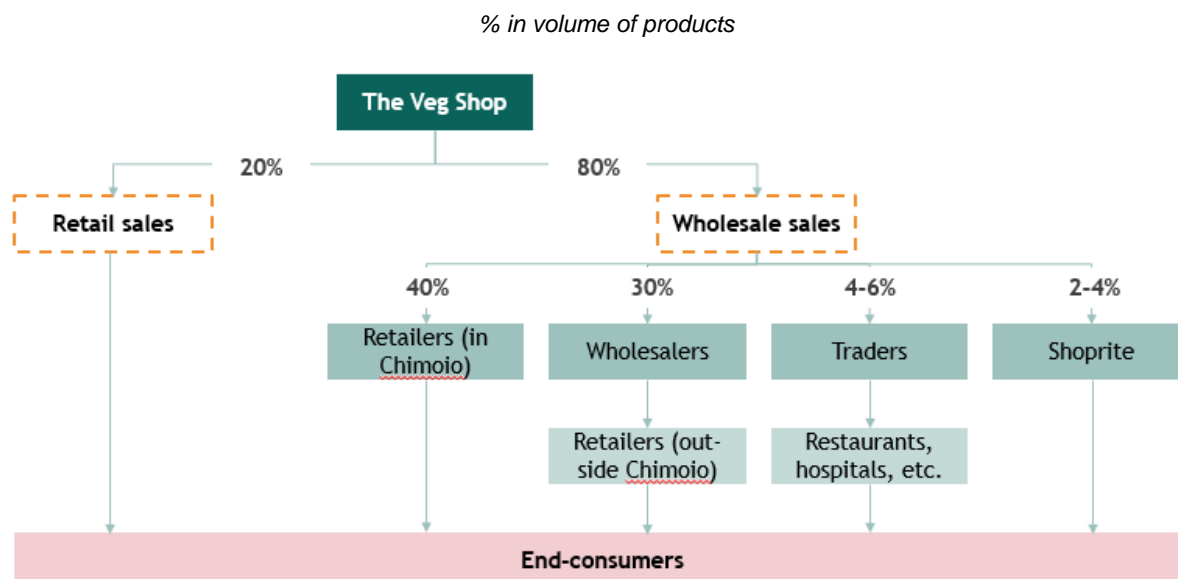 % in volume of products
The Veg Shop
20%
80%
Retail sales
Wholesale sales
40%
30%
4-6%
2-4%
Retailers (in
Chimoio)
Wholesalers
Traders
Shoprite
Retailers (out-
side Chimoio)
Restaurants,
hospitals, etc.
End-consumers